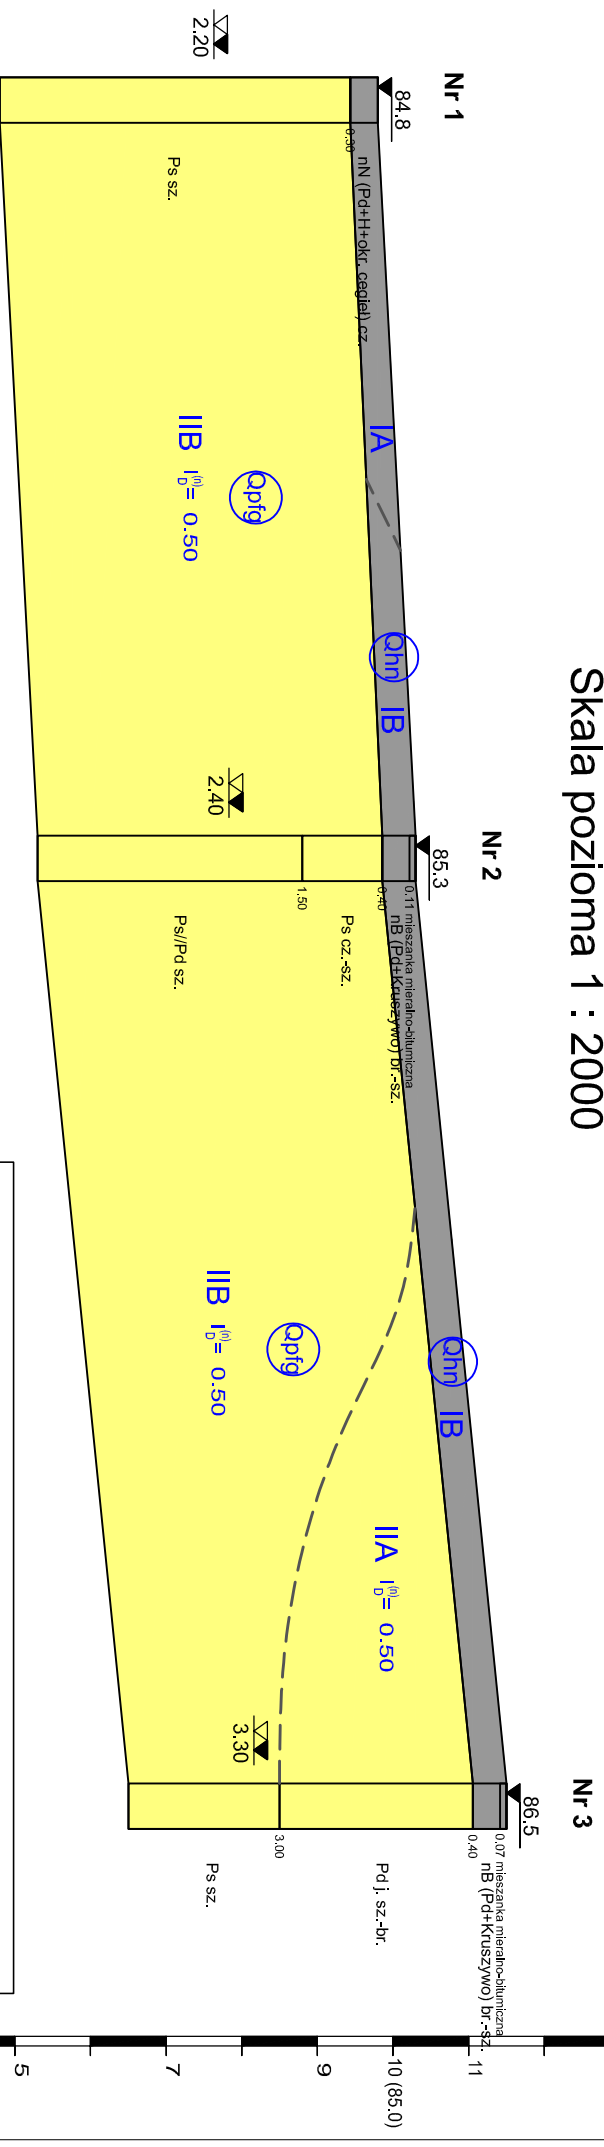 Skala pozioma 1 : 2000
Nr 1
84.8
2.20
0,30
nN (Pd+H+okr. cegieł) cz.
Ps sz.
IA
IIB I_D^(n)= 0.50
Qpfg
Qhn
IB
Nr 2
85.3
2.40
0.11 mieszanka mieralno-bitumiczna
nB (Pd+Kruszywo) br.-sz.
0,40
Ps cz.-sz.
1.50
Ps//Pd sz.
IIB I_D^(n)= 0.50
Qpfg
Qhn
IB
IIA I_D^(n)= 0.50
Nr 3
86.5
3.30
0.07 mieszanka mieralno-bitumiczna
nB (Pd+Kruszywo) br.-sz.
0.40
Pd j. sz.-br.
3.00
Ps sz.
11
10 (85.0)
9
7
5